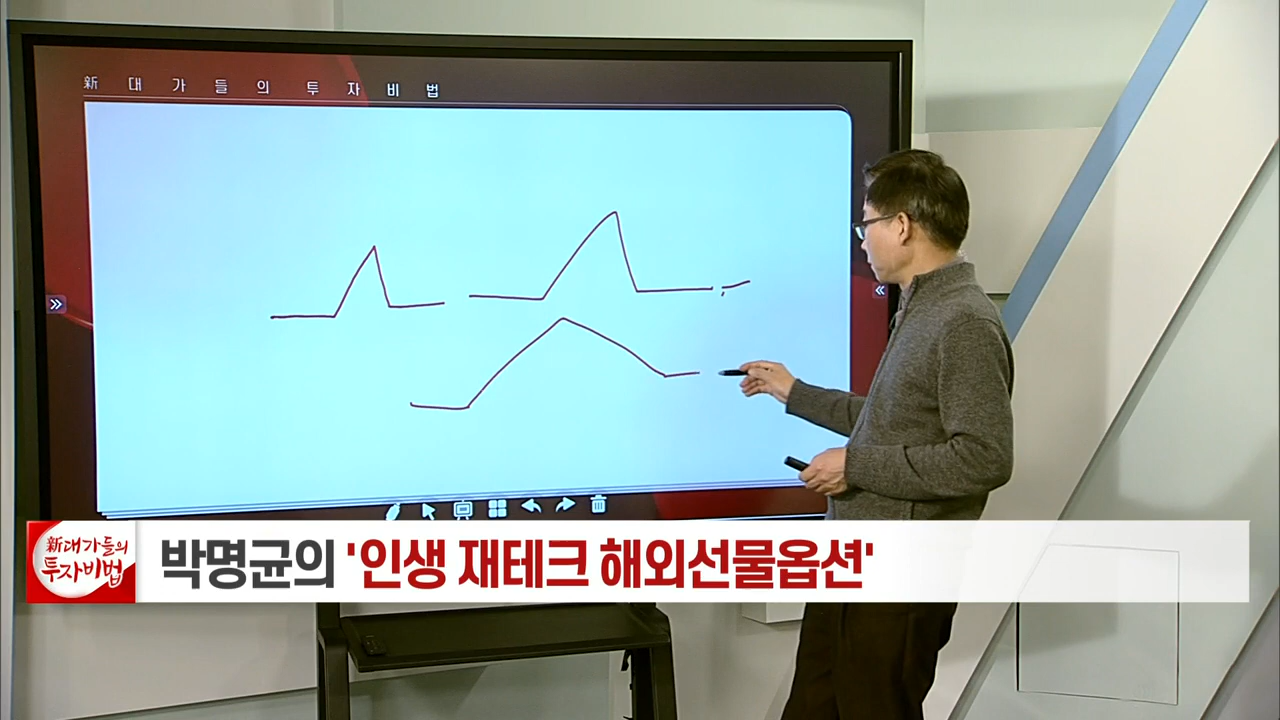 新 대 가 들 의 투 자 비 법
新대가들의
투자비법
박명균의 '인생 재테크 해외선물옵션'